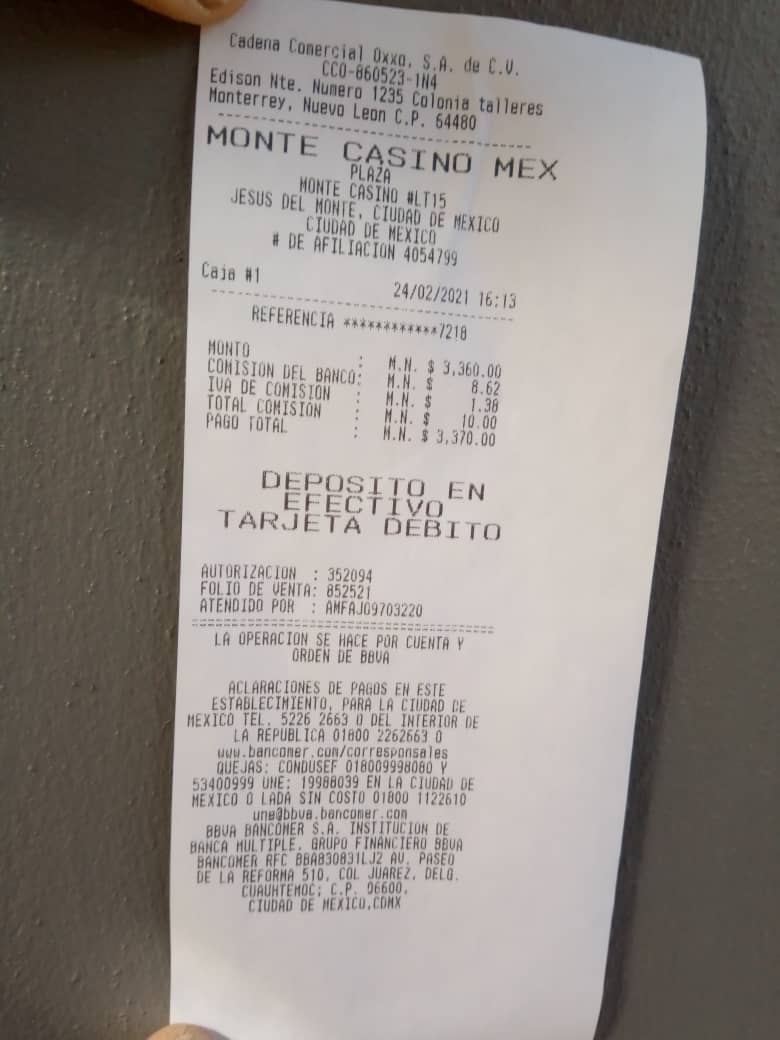 Cadena Comercial Oxxo, S.A. de C.V.
CCO-860523-1N4
Edison Nte. Numero 1235 Colonia talleres
Monterrey, Nuevo Leon C.P. 64480
MONTE CASINO MEX
PLAZA
MONTE CASINO #LT15
JESUS DEL MONTE, CIUDAD DE MEXICO
CIUDAD DE MEXICO
# DE AFILIACION 4054799
Caja #1 24/02/2021 16:13
REFERENCIA ************7218
MONTO : M.N. $ 3,360.00
COMISION DEL BANCO: M.N. $ 8.62
IVA DE COMISION : M.N. $ 1.38
TOTAL COMISION : M.N. $ 10.00
PAGO TOTAL : M.N. $ 3,370.00
DEPOSITO EN
EFECTIVO
TARJETA DEBITO
AUTORIZACION : 352094
FOLIO DE VENTA: 852521
ATENDIDO POR : AMFAJ09703220
LA OPERACION SE HACE POR CUENTA Y
ORDEN DE BBVA
ACLARACIONES DE PAGOS EN ESTE
ESTABLECIMIENTO, PARA LA CIUDAD DE
MEXICO TEL. 5226 2663 O DEL INTERIOR DE
LA REPUBLICA 01800 2262663 O
www.bancomer.com/corresponsales
QUEJAS: CONDUSEF 018009998080 Y
53400999 UNE: 19988039 EN LA CIUDAD DE
MEXICO O LADA SIN COSTO 01800 1122610
une@bbva.bancomer.com
BBVA BANCOMER S.A. INSTITUCION DE
BANCA MULTIPLE, GRUPO FINANCIERO BBVA
BANCOMER RFC BBA830831LJ2 AV. PASEO
DE LA REFORMA 510, COL JUAREZ, DELG.
CUAUHTEMOC; C.P. 06600,
CIUDAD DE MEXICO,CDMX